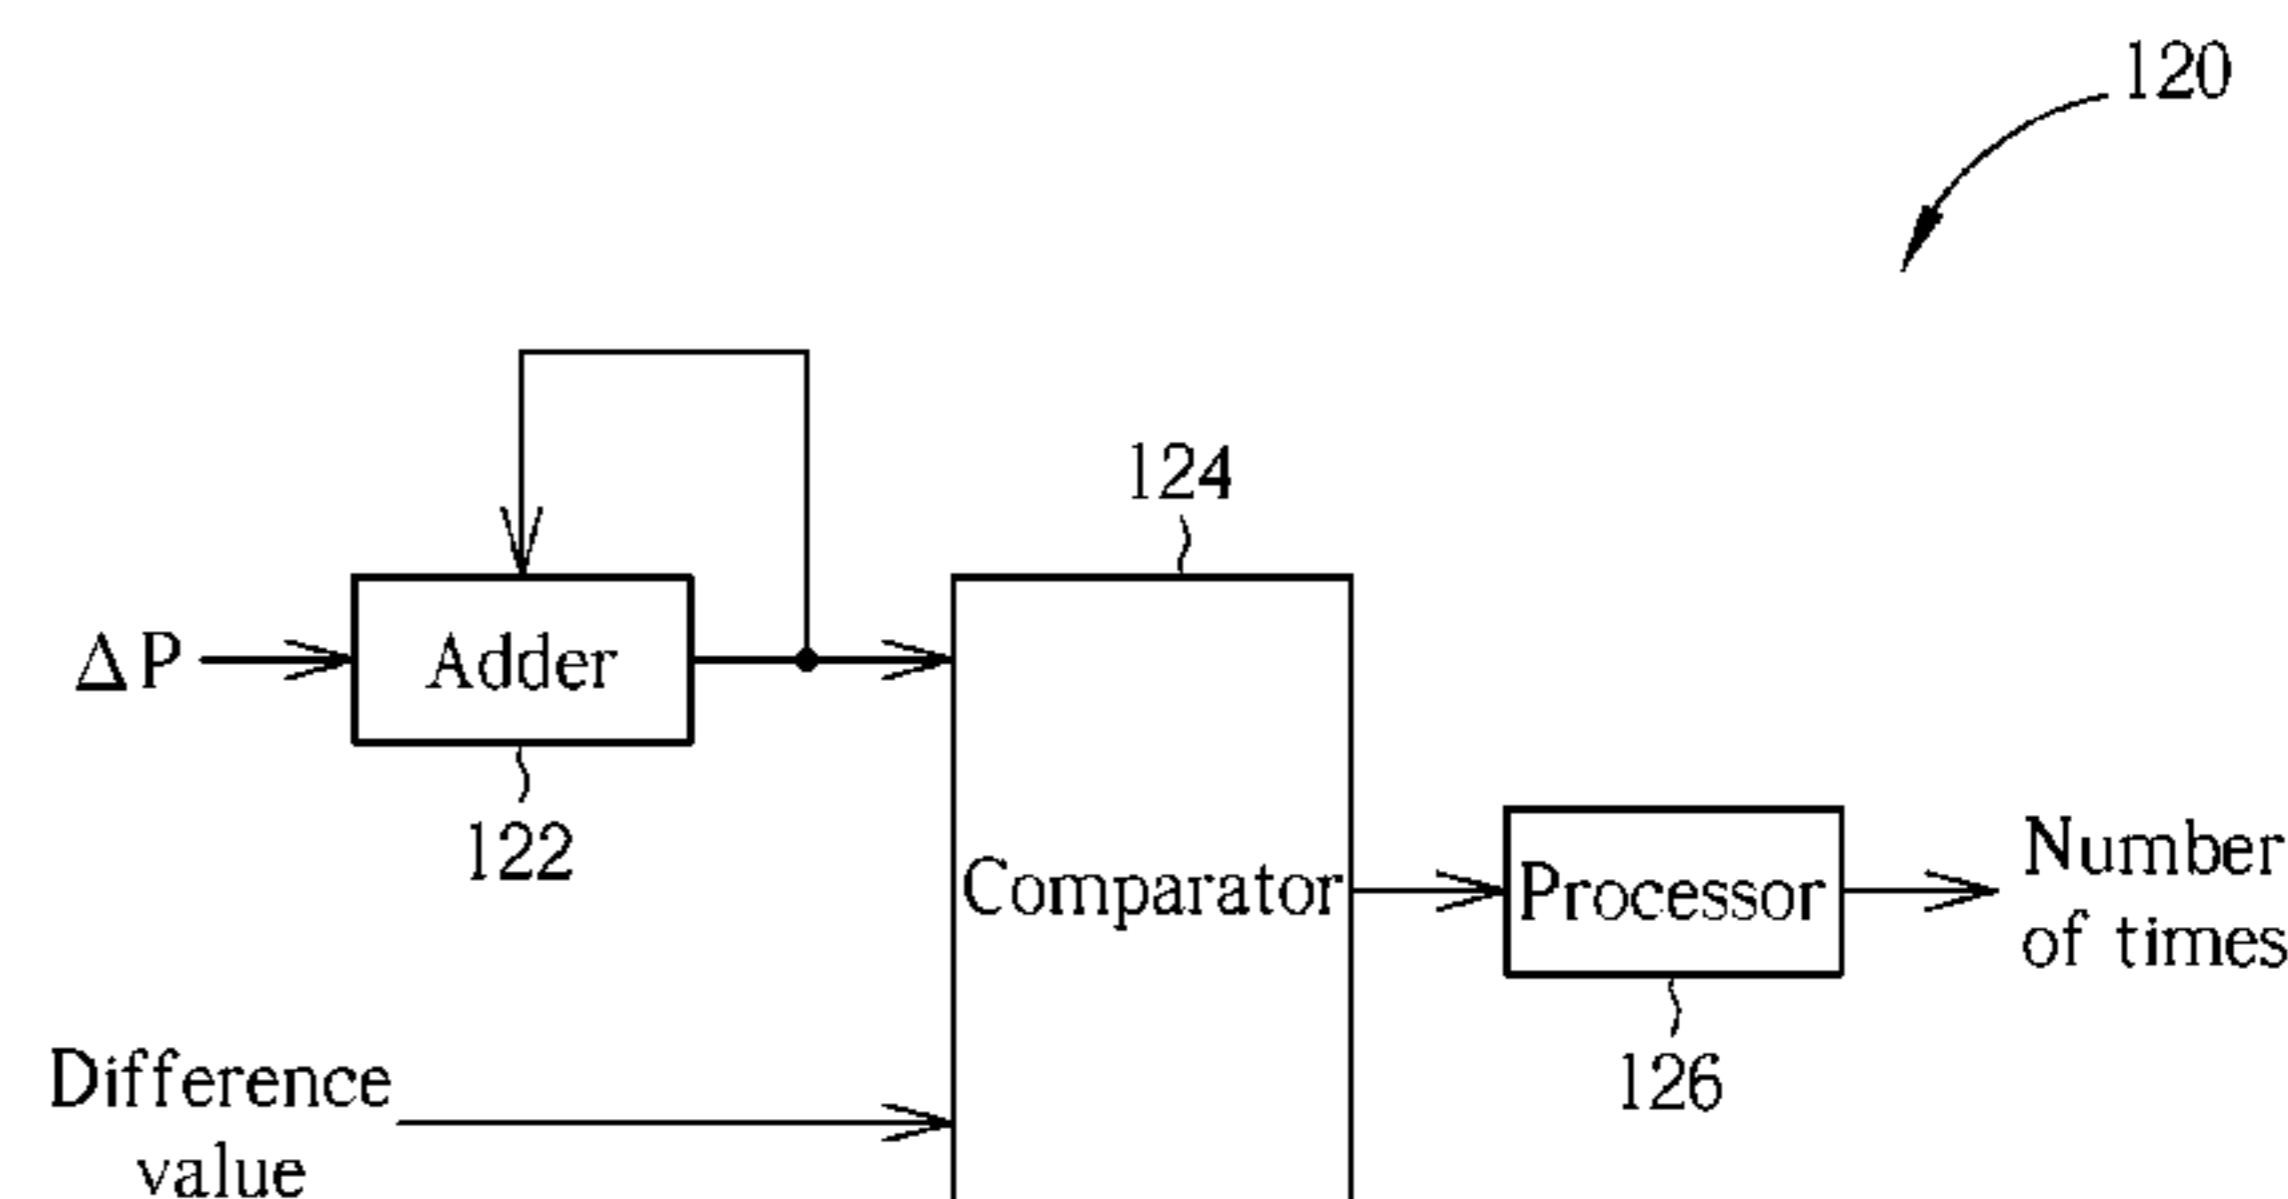 120
124
ΔP
Adder
122
Comparator
Processor
Number
of times
126
Difference
value